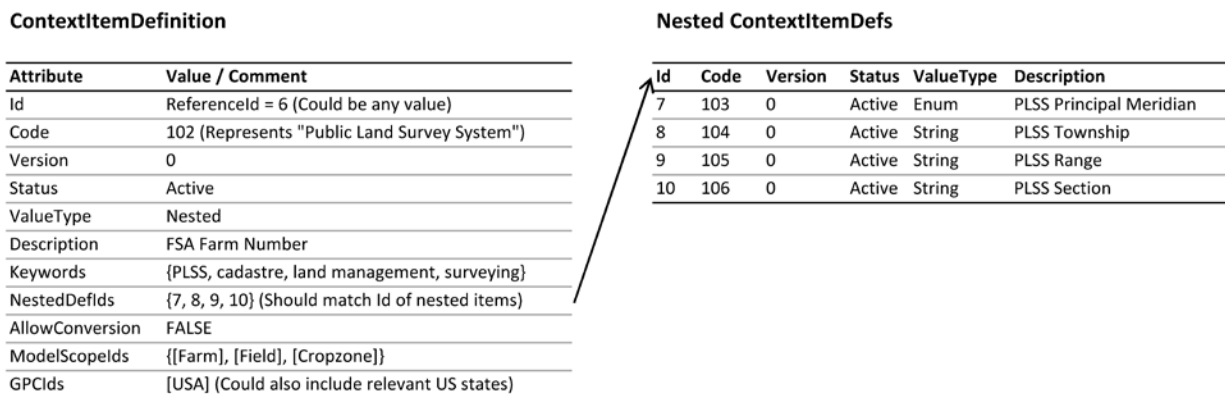 ContextItemDefinition
Attribute Value / Comment
Id ReferenceId = 6 (Could be any value)
Code 102 (Represents "Public Land Survey System")
Version 0
Status Active
ValueType Nested
Description FSA Farm Number
Keywords {PLSS, cadastre, land management, surveying}
NestedDefIds {7, 8, 9, 10} (Should match Id of nested items)
AllowConversion FALSE
ModelScopeIds {[Farm], [Field], [Cropzone]}
GPCIds [USA] (Could also include relevant US states)
Nested ContextItemDefs
Id Code Version Status ValueType Description
7 103 0 Active Enum PLSS Principal Meridian
8 104 0 Active String PLSS Township
9 105 0 Active String PLSS Range
10 106 0 Active String PLSS Section